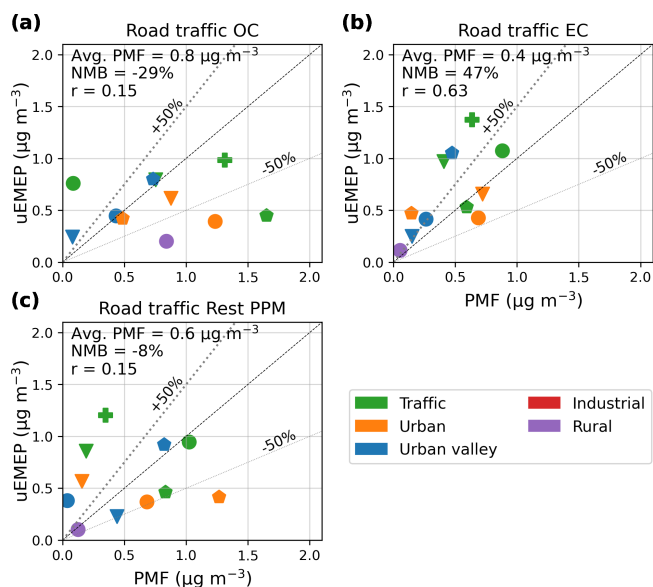 (a)
Road traffic OC
Avg. PMF = 0.8 µg m⁻³
NMB = -29%
r = 0.15
+50%
-50%
uEMEP (µg m⁻³)
2.0
1.5
1.0
0.5
0.0
0.0 0.5 1.0 1.5 2.0
(b)
Road traffic EC
Avg. PMF = 0.4 µg m⁻³
NMB = 47%
r = 0.63
+50%
-50%
uEMEP (µg m⁻³)
2.0
1.5
1.0
0.5
0.0
0.0 0.5 1.0 1.5 2.0
PMF (µg m⁻³)
(c)
Road traffic Rest PPM
Avg. PMF = 0.6 µg m⁻³
NMB = -8%
r = 0.15
+50%
-50%
uEMEP (µg m⁻³)
2.0
1.5
1.0
0.5
0.0
0.0 0.5 1.0 1.5 2.0
PMF (µg m⁻³)
Traffic
Urban
Urban valley
Industrial
Rural